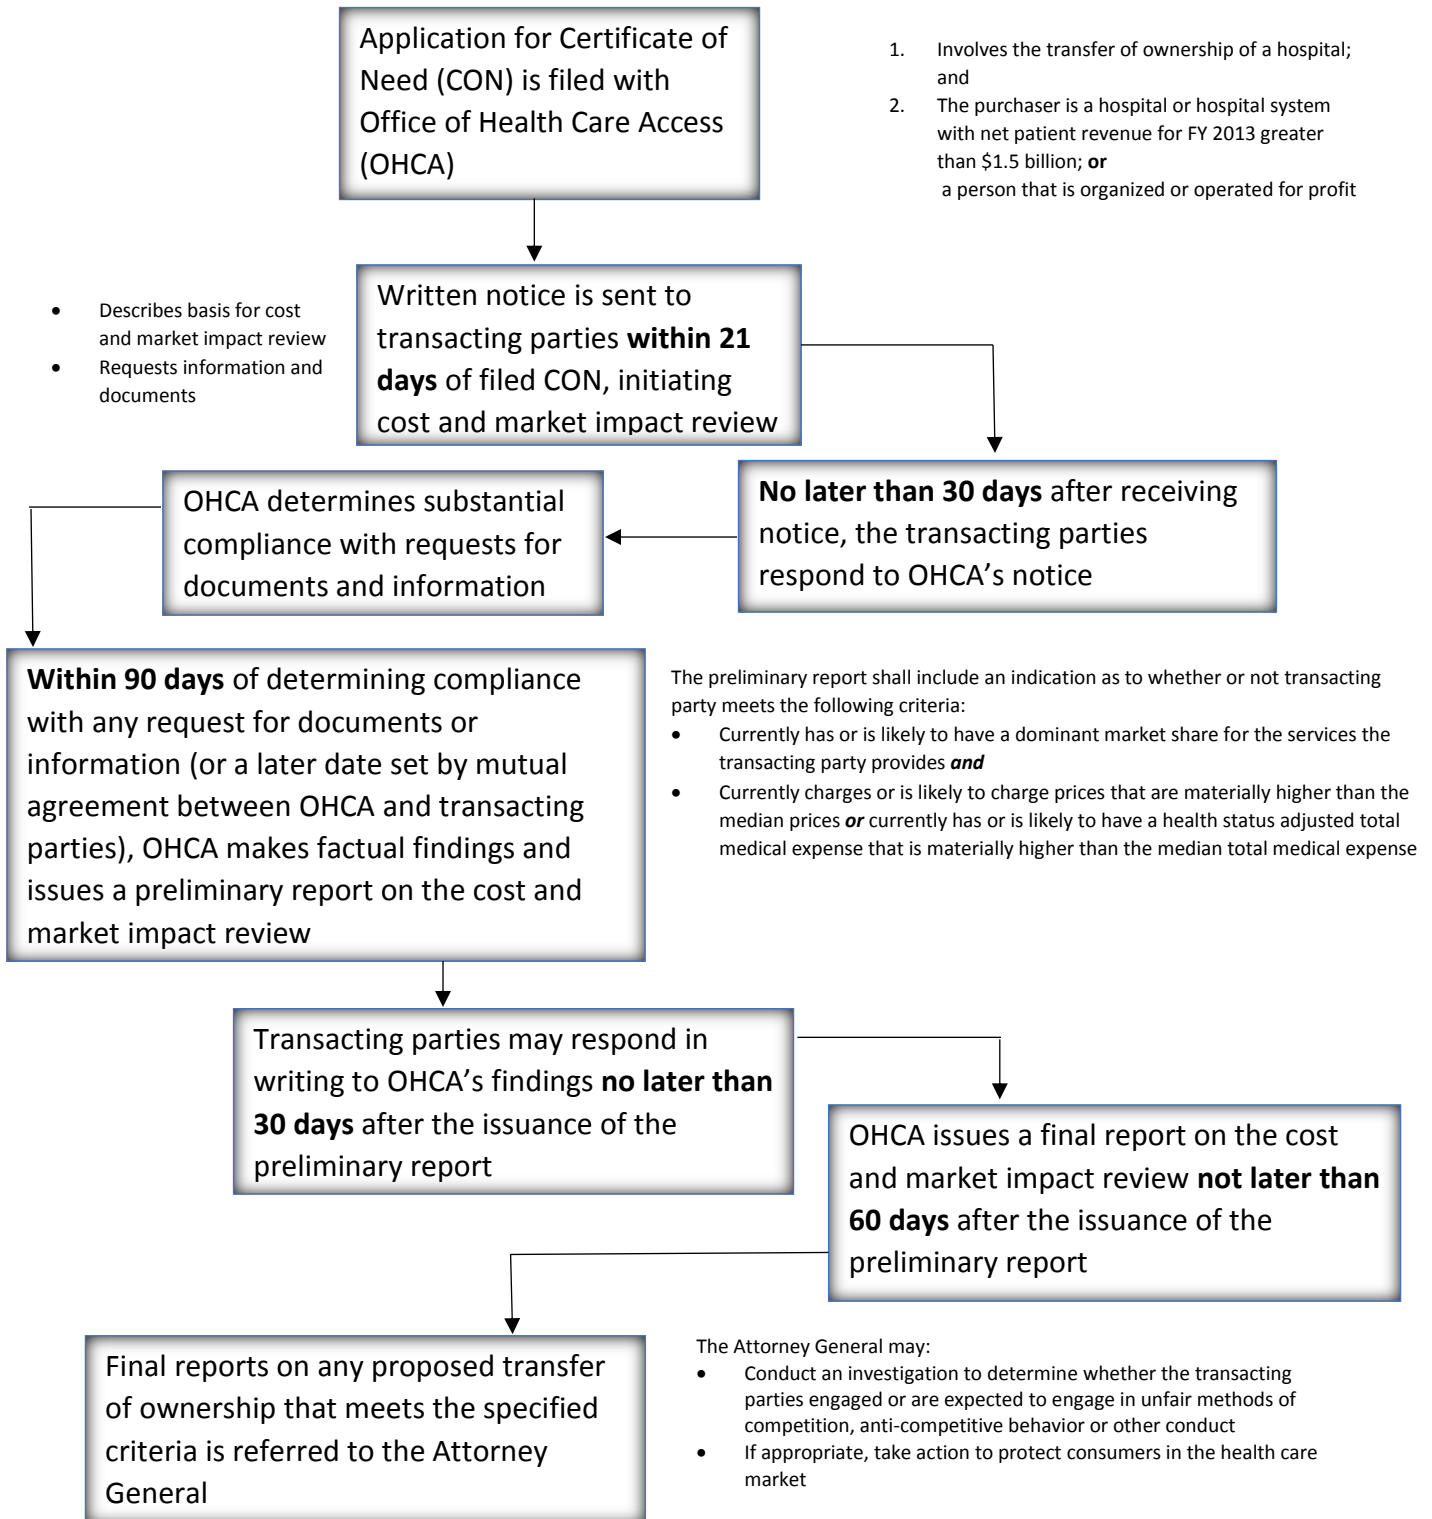 Application for Certificate of
Need (CON) is filed with
Office of Health Care Access
(OHCA)
1. Involves the transfer of ownership of a hospital;
and
2. The purchaser is a hospital or hospital system
with net patient revenue for FY 2013 greater
than $1.5 billion; or
a person that is organized or operated for profit
Written notice is sent to
transacting parties within 21
days of filed CON, initiating
cost and market impact review
• Describes basis for cost
and market impact review
• Requests information and
documents
No later than 30 days after receiving
notice, the transacting parties
respond to OHCA’s notice
OHCA determines substantial
compliance with requests for
documents and information
Within 90 days of determining compliance
with any request for documents or
information (or a later date set by mutual
agreement between OHCA and transacting
parties), OHCA makes factual findings and
issues a preliminary report on the cost and
market impact review
The preliminary report shall include an indication as to whether or not transacting
party meets the following criteria:
• Currently has or is likely to have a dominant market share for the services the
transacting party provides and
• Currently charges or is likely to charge prices that are materially higher than the
median prices or currently has or is likely to have a health status adjusted total
medical expense that is materially higher than the median total medical expense
Transacting parties may respond in
writing to OHCA’s findings no later than
30 days after the issuance of the
preliminary report
OHCA issues a final report on the cost
and market impact review not later than
60 days after the issuance of the
preliminary report
Final reports on any proposed transfer
of ownership that meets the specified
criteria is referred to the Attorney
General
The Attorney General may:
• Conduct an investigation to determine whether the transacting
parties engaged or are expected to engage in unfair methods of
competition, anti-competitive behavior or other conduct
• If appropriate, take action to protect consumers in the health care
market